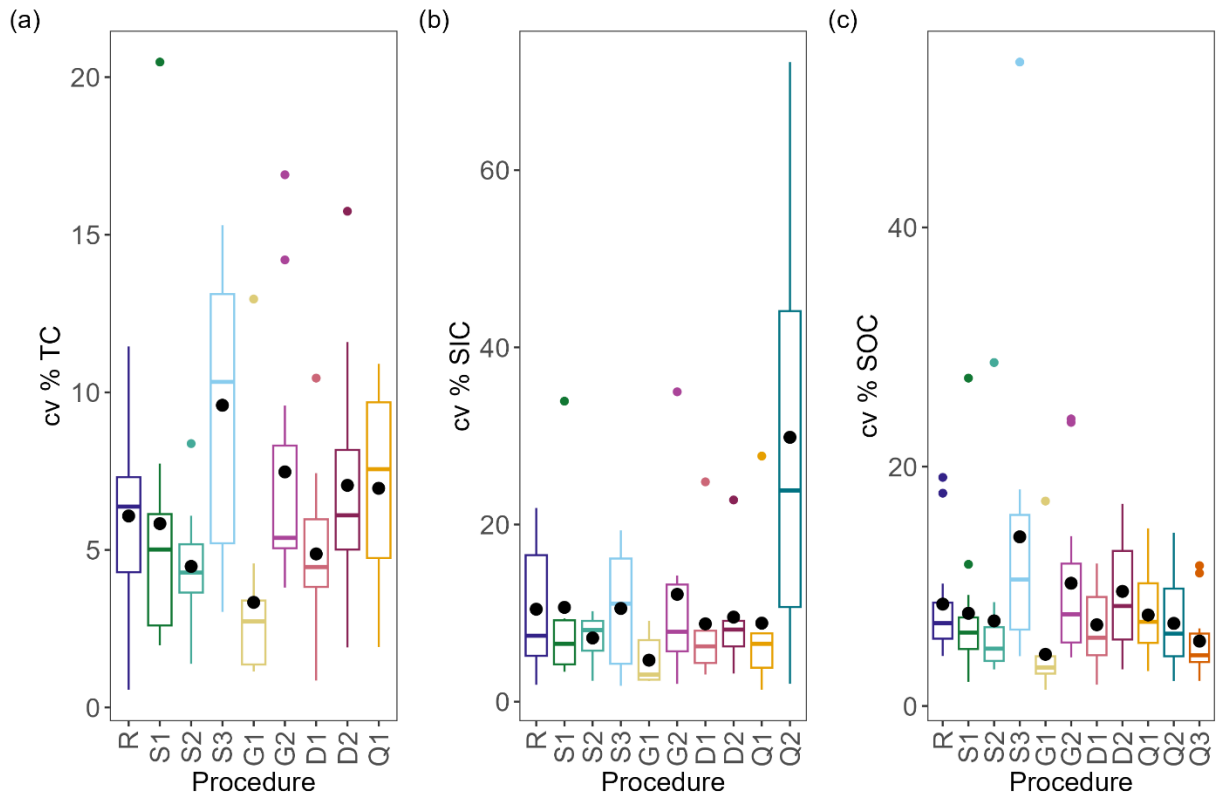 (a)
(b)
(c)
cv % TC
20
15
10
5
0
R S1 S2 S3 G1 G2 D1 D2 Q1
Procedure
cv % SIC
60
40
20
0
R S1 S2 S3 G1 G2 D1 D2 Q1 Q2
Procedure
cv % SOC
40
20
0
R S1 S2 S3 G1 G2 D1 D2 Q1 Q2 Q3
Procedure